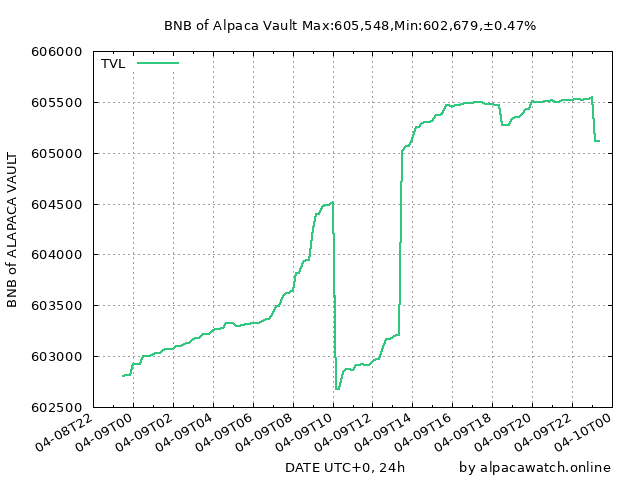 BNB of Alpaca Vault Max:605,548,Min:602,679,±0.47%
TVL
606000
605500
605000
604500
604000
603500
603000
602500
BNB of ALAPACA VAULT
04-08T22
04-09T00
04-09T02
04-09T04
04-09T06
04-09T08
04-09T10
04-09T12
04-09T14
04-09T16
04-09T18
04-09T20
04-09T22
04-10T00
DATE UTC+0, 24h
by alpacawatch.online